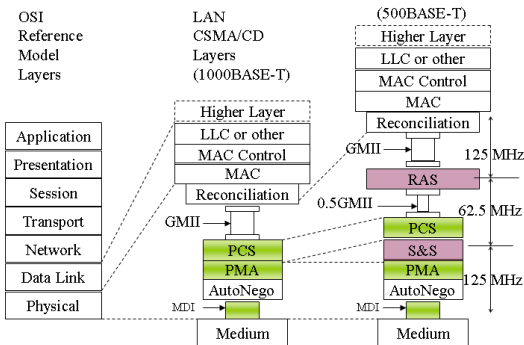 OSI
Reference
Model
Layers
LAN
CSMA/CD
Layers
(1000BASE-T)
(500BASE-T)
Application
Presentation
Session
Transport
Network
Data Link
Physical
Higher Layer
LLC or other
MAC Control
MAC
Reconciliation
GMII
PCS
PMA
AutoNego
MDI
Medium
Higher Layer
LLC or other
MAC Control
MAC
Reconciliation
GMII
125 MHz
RAS
0.5GMII
62.5 MHz
PCS
S&S
PMA
125 MHz
AutoNego
MDI
Medium